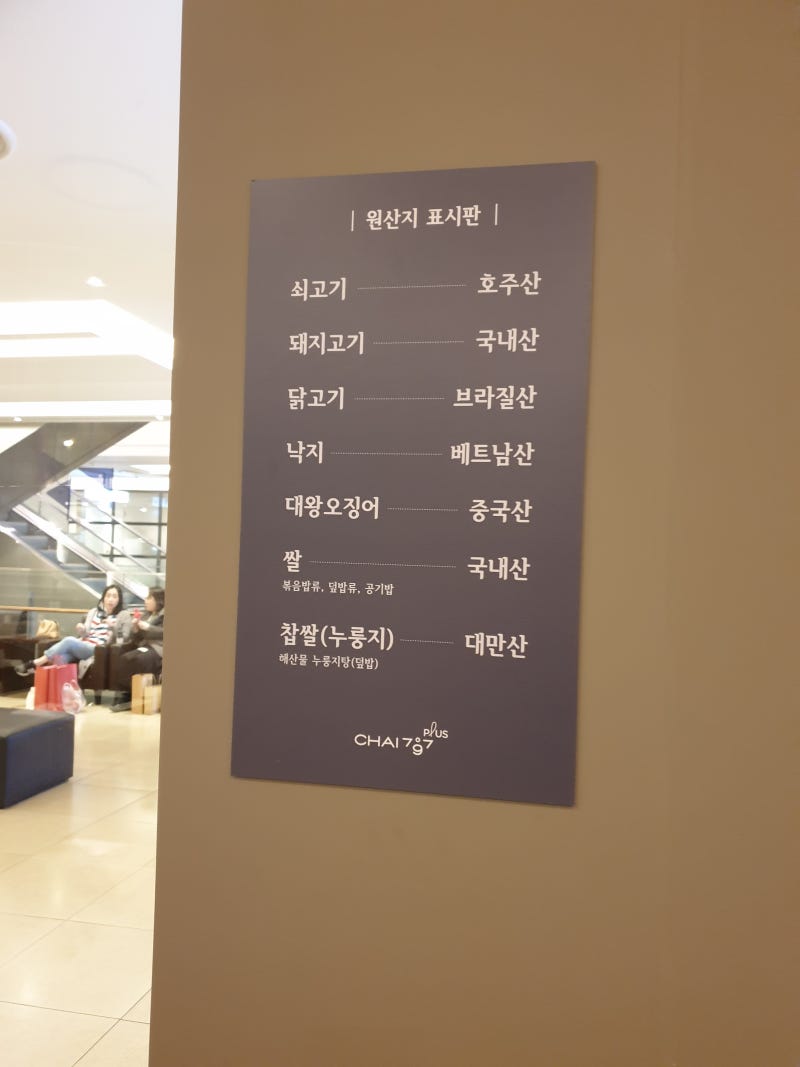 | 원산지 표시판 |
쇠고기 호주산
돼지고기 국내산
닭고기 브라질산
낙지 베트남산
대왕오징어 중국산
쌀 국내산
볶음밥류, 덮밥류, 공기밥
찹쌀(누룽지) 대만산
해산물 누룽지탕(덮밥)
CHAI797 Plus